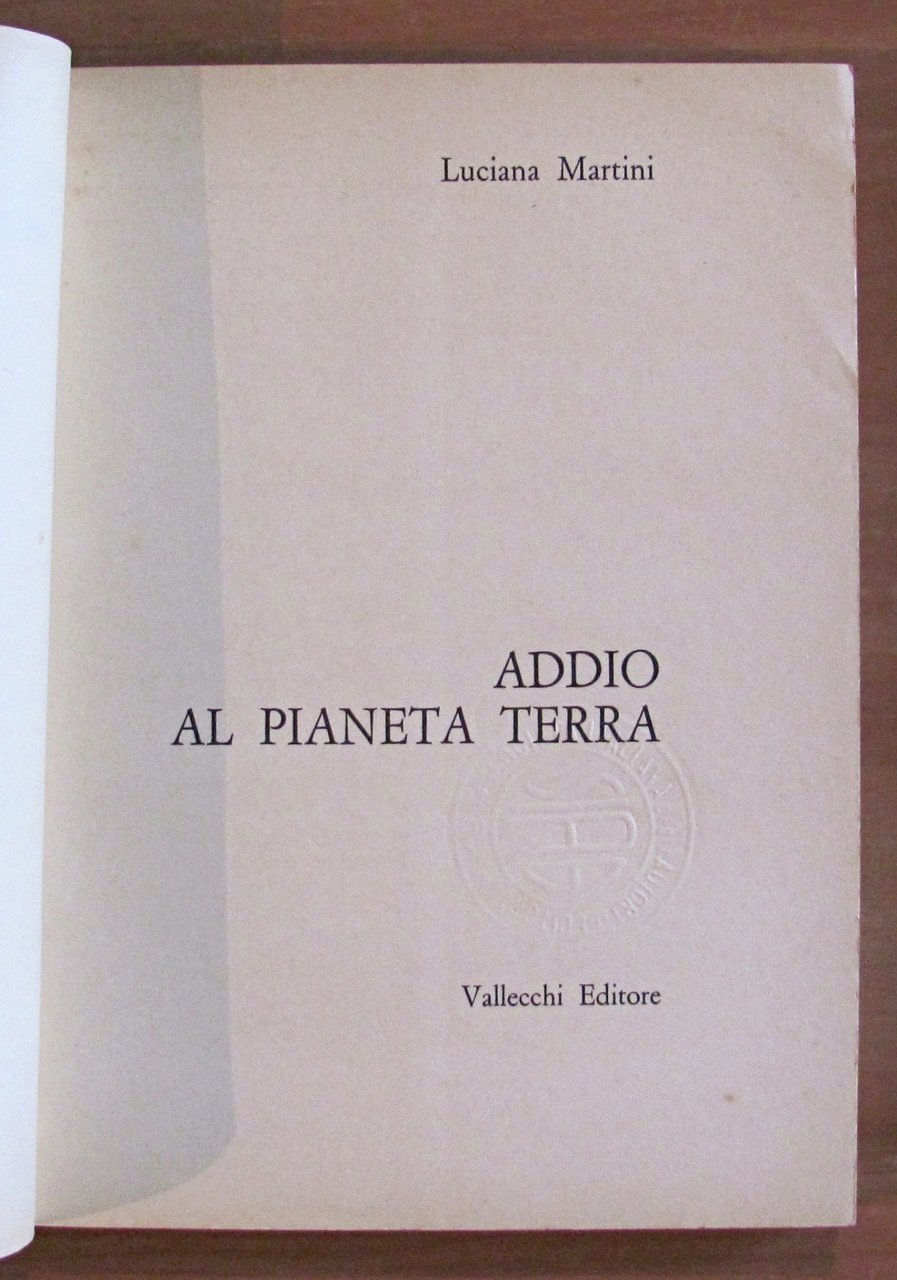 Luciana Martini
ADDIO
AL PIANETA TERRA
Vallecchi Editore